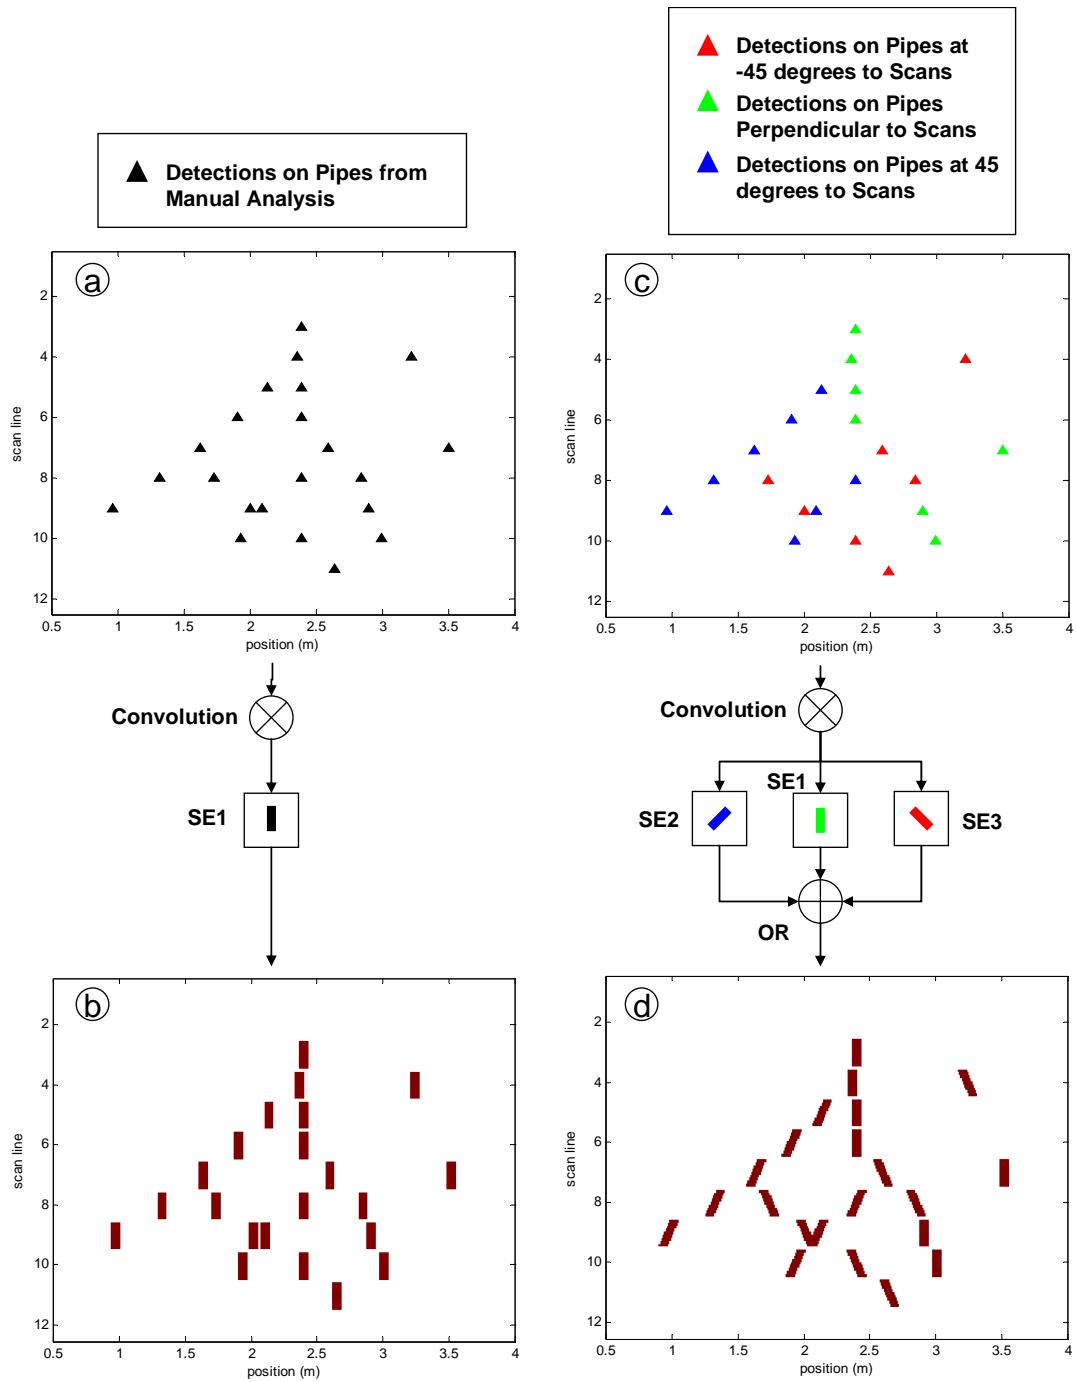 Detections on Pipes at
-45 degrees to Scans
Detections on Pipes
Perpendicular to Scans
Detections on Pipes at 45
degrees to Scans
Detections on Pipes from
Manual Analysis
a
2
4
6
8
10
12
scan line
0.5
1
1.5
2
2.5
3
3.5
4
position (m)
c
2
4
6
8
10
12
scan line
0.5
1
1.5
2
2.5
3
3.5
4
position (m)
Convolution
SE1
Convolution
SE1
SE2
SE3
OR
b
2
4
6
8
10
12
scan line
0.5
1
1.5
2
2.5
3
3.5
4
position (m)
d
2
4
6
8
10
12
scan line
0.5
1
1.5
2
2.5
3
3.5
4
position (m)